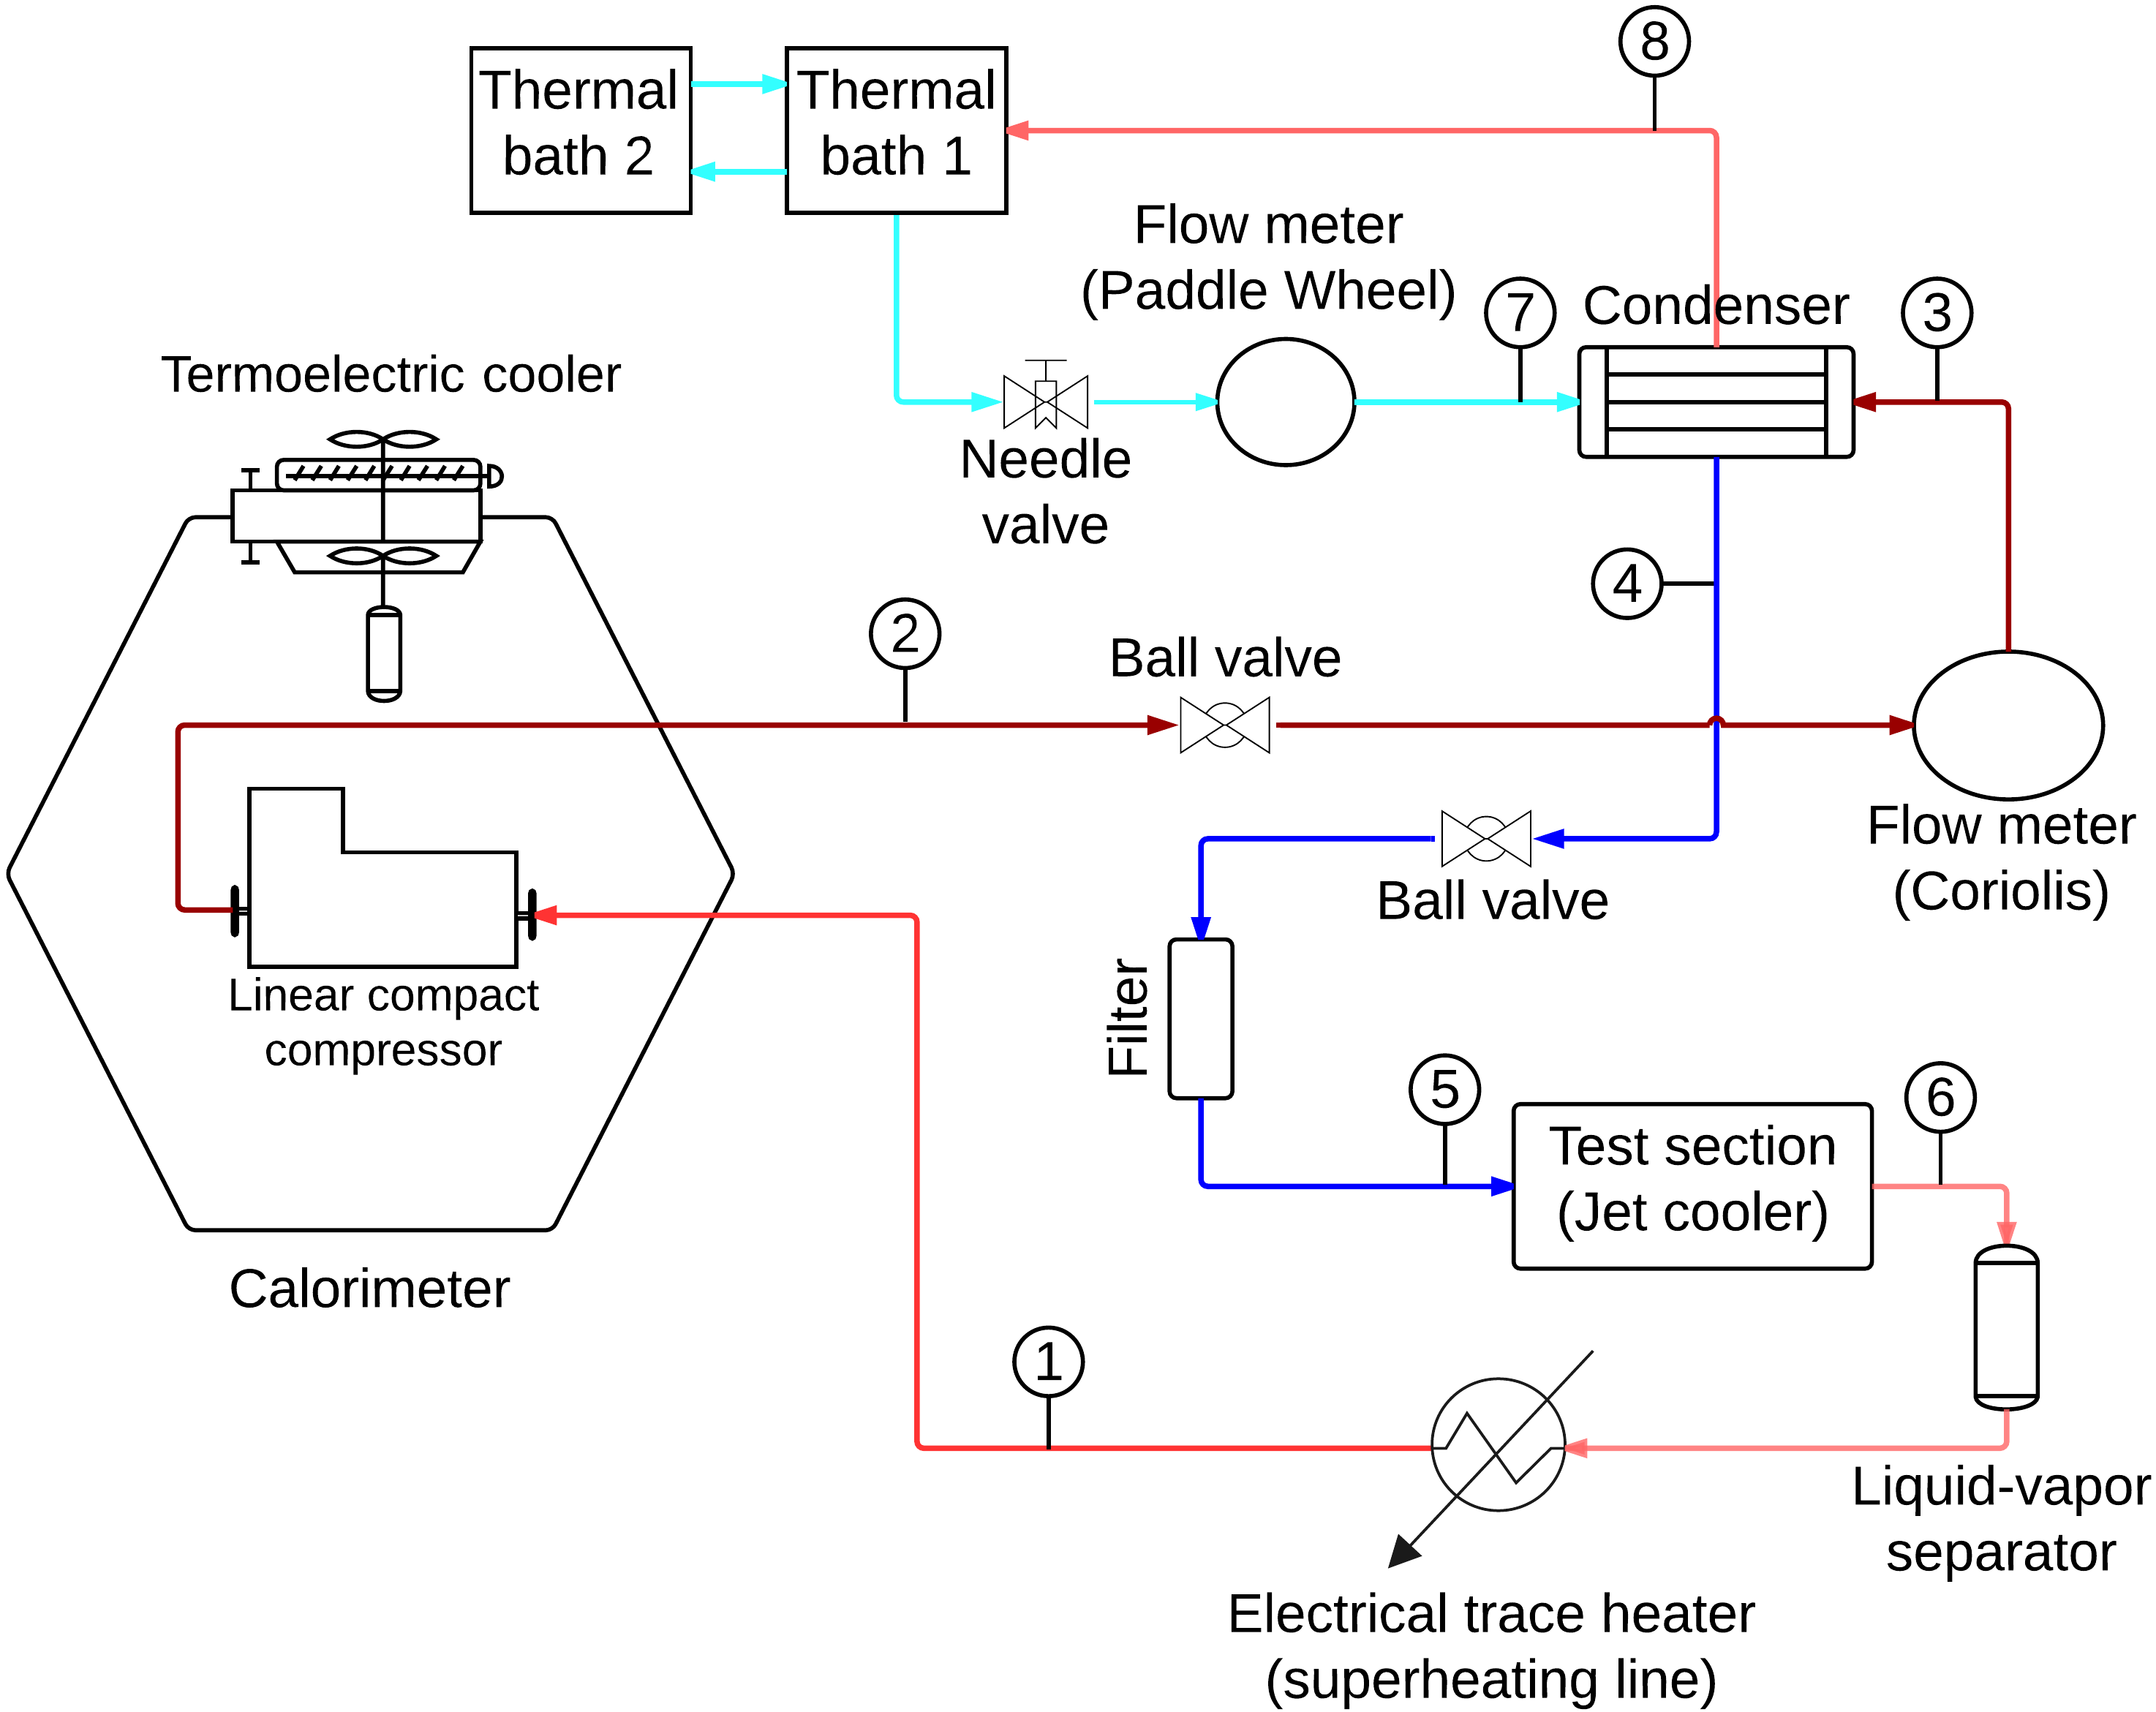 8
Thermal
bath 2
Thermal
bath 1
Flow meter
(Paddle Wheel)
7
Condenser
3
Termoelectric cooler
Needle
valve
4
2
Ball valve
Flow meter
(Coriolis)
Ball valve
Filter
Linear compact
compressor
5
6
Test section
(Jet cooler)
Calorimeter
1
Liquid-vapor
separator
Electrical trace heater
(superheating line)